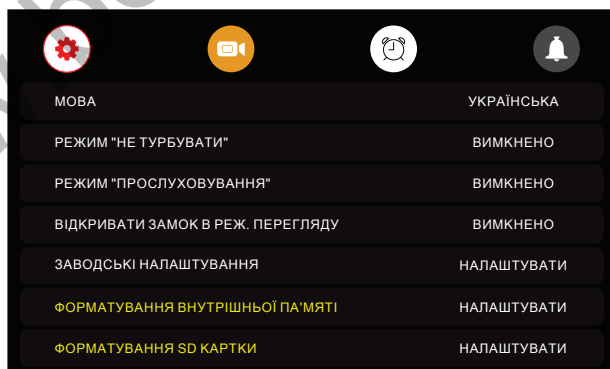 МОВА УКРАЇНСЬКА
РЕЖИМ "НЕ ТУРБУВАТИ" ВИМКНЕНО
РЕЖИМ "ПРОСЛУХОВУВАННЯ" ВИМКНЕНО
ВІДКРИВАТИ ЗАМОК В РЕЖ. ПЕРЕГЛЯДУ ВИМКНЕНО
ЗАВОДСЬКІ НАЛАШТУВАННЯ НАЛАШТУВАТИ
ФОРМАТУВАННЯ ВНУТРІШНЬОЇ ПА'МЯТІ НАЛАШТУВАТИ
ФОРМАТУВАННЯ SD КАРТКИ НАЛАШТУВАТИ